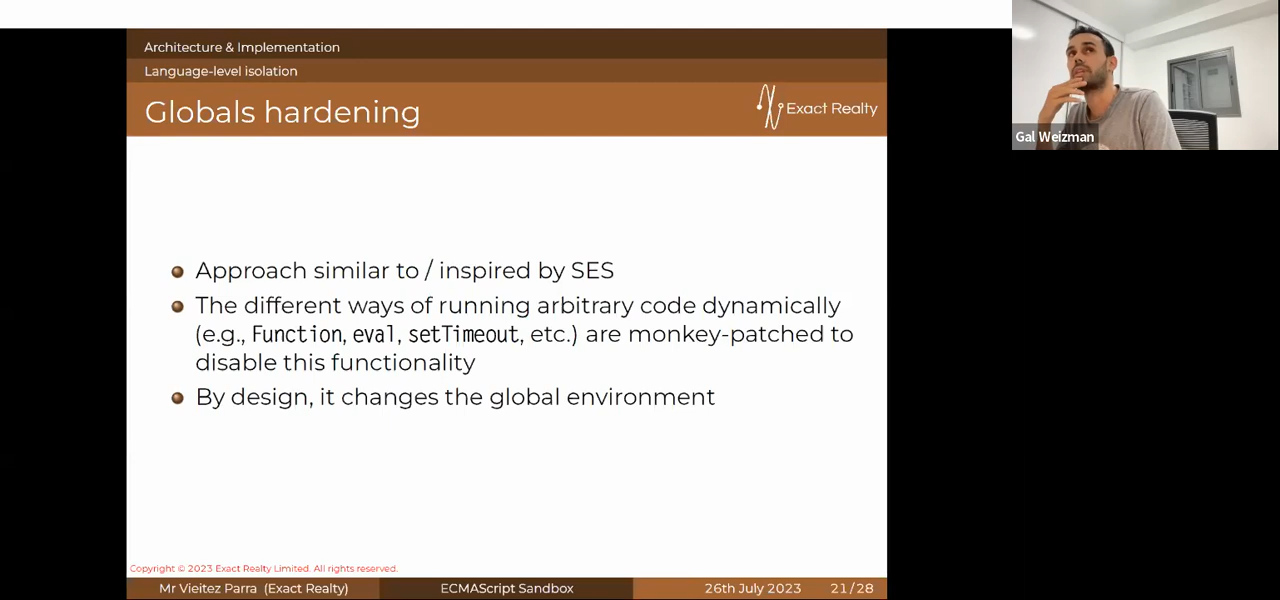 Architecture & Implementation
Language-level isolation
Globals hardening
Exact Realty
Gal Weizman
Approach similar to / inspired by SES
The different ways of running arbitrary code dynamically
(e.g., Function, eval, setTimeout, etc.) are monkey-patched to
disable this functionality
By design, it changes the global environment
Copyright © 2023 Exact Realty Limited. All rights reserved.
Mr Vieitez Parra (Exact Realty) ECMAScript Sandbox 26th July 2023 21/28